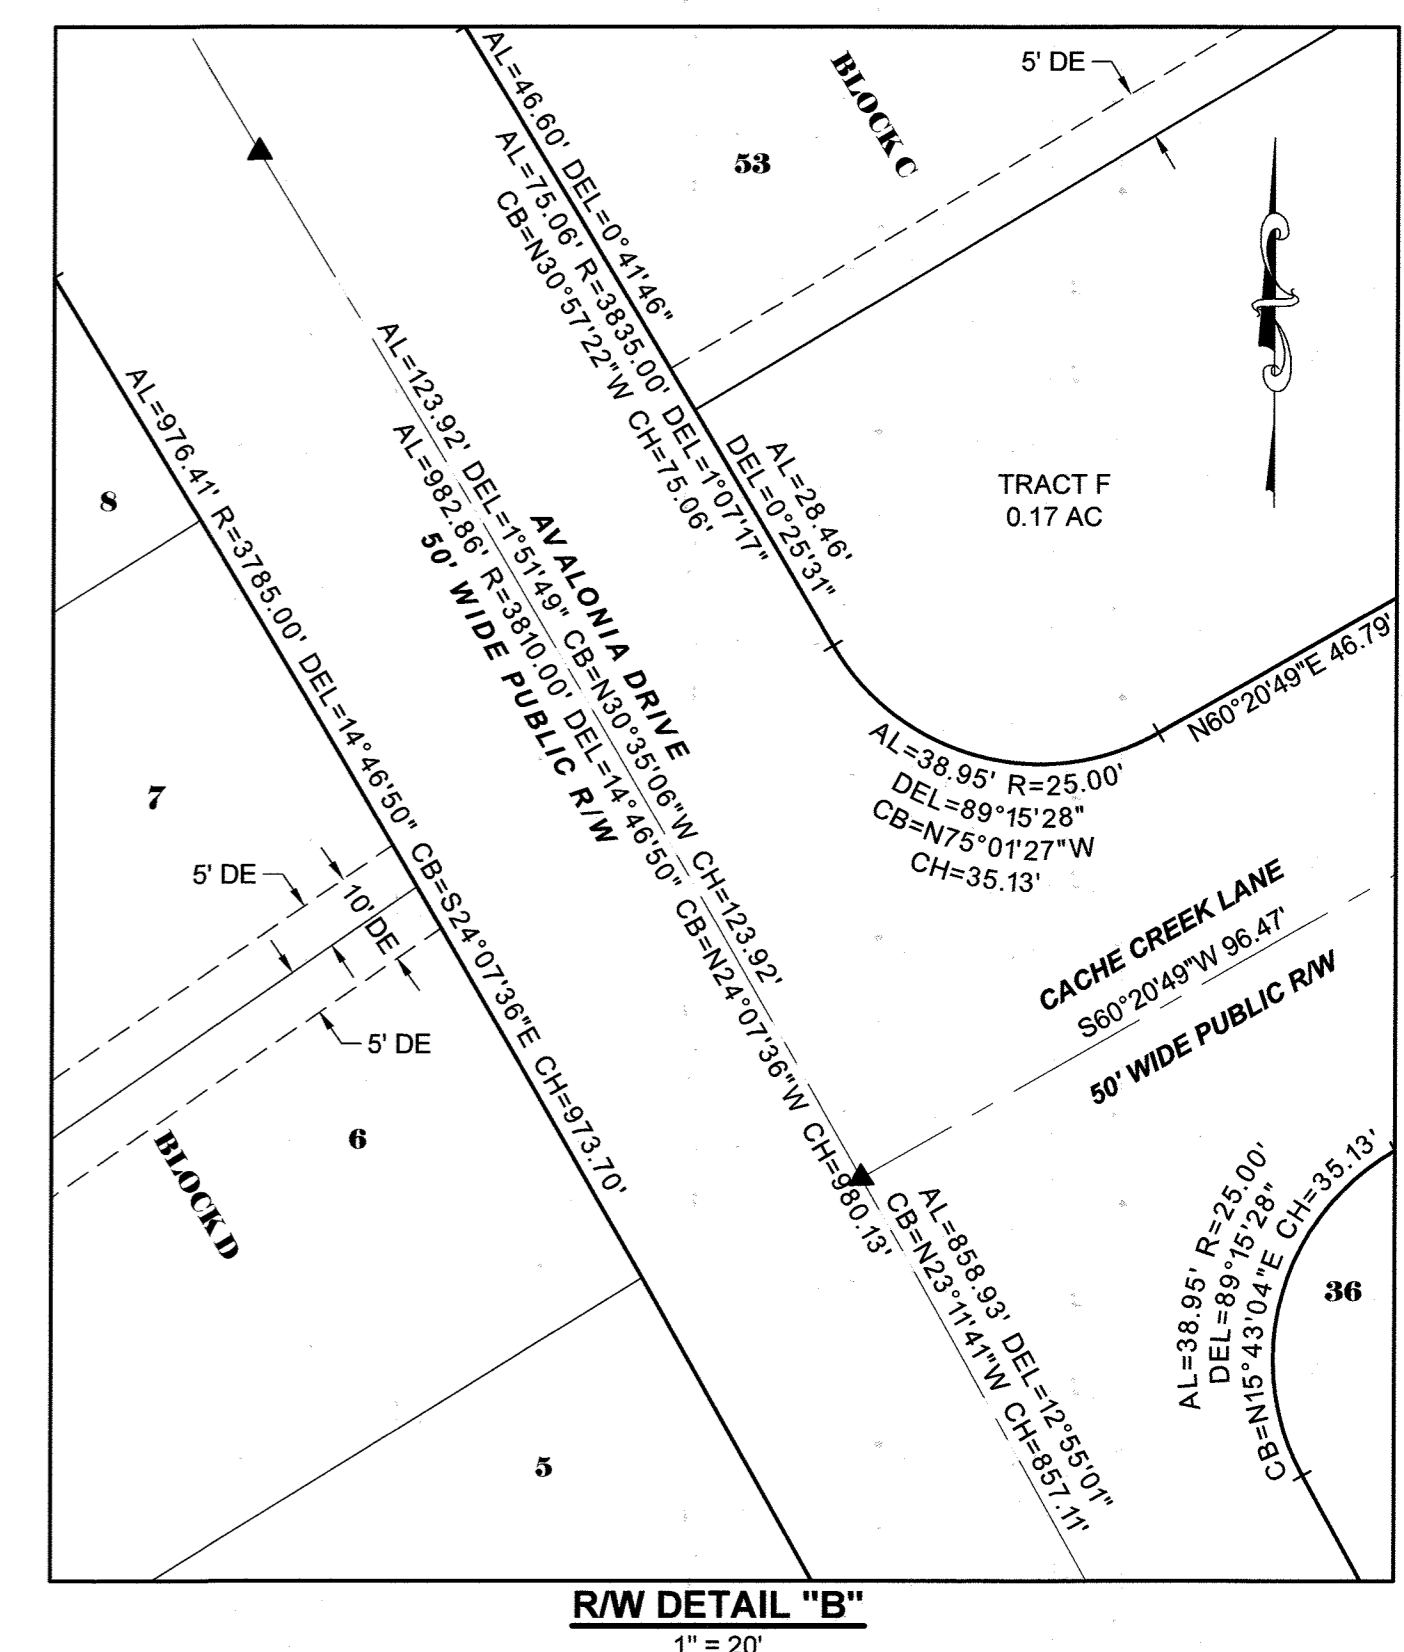 5' DE
BLOCK C
53
AL=46.60' DEL=0°41'46"
AL=75.06' R=3835.00' DEL=1°07'17"
CB=N30°57'22"W CH=75.06'
AL=28.46'
DEL=0°25'31"
TRACT F
0.17 AC
AL=123.92' DEL=1°51'49" CB=N30°35'06"W CH=123.92'
AL=982.86' R=3810.00' DEL=14°46'50" CB=N24°07'36"W CH=980.13'
AVALONIA DRIVE
50' WIDE PUBLIC R/W
AL=976.41' R=3785.00' DEL=14°46'50" CB=S24°07'36"E CH=973.70'
8
7
N60°20'49"E 46.79'
AL=38.95' R=25.00'
DEL=89°15'28"
CB=N75°01'27"W
CH=35.13'
5' DE
10' DE
5' DE
CACHE CREEK LANE
S60°20'49"W 96.47'
50' WIDE PUBLIC R/W
BLOCK D
6
AL=858.93' DEL=12°55'01"
CB=N23°11'41"W CH=857.11'
AL=38.95' R=25.00'
DEL=89°15'28"
CB=N15°43'04"E CH=35.13'
36
5
R/W DETAIL "B"
1" = 20'